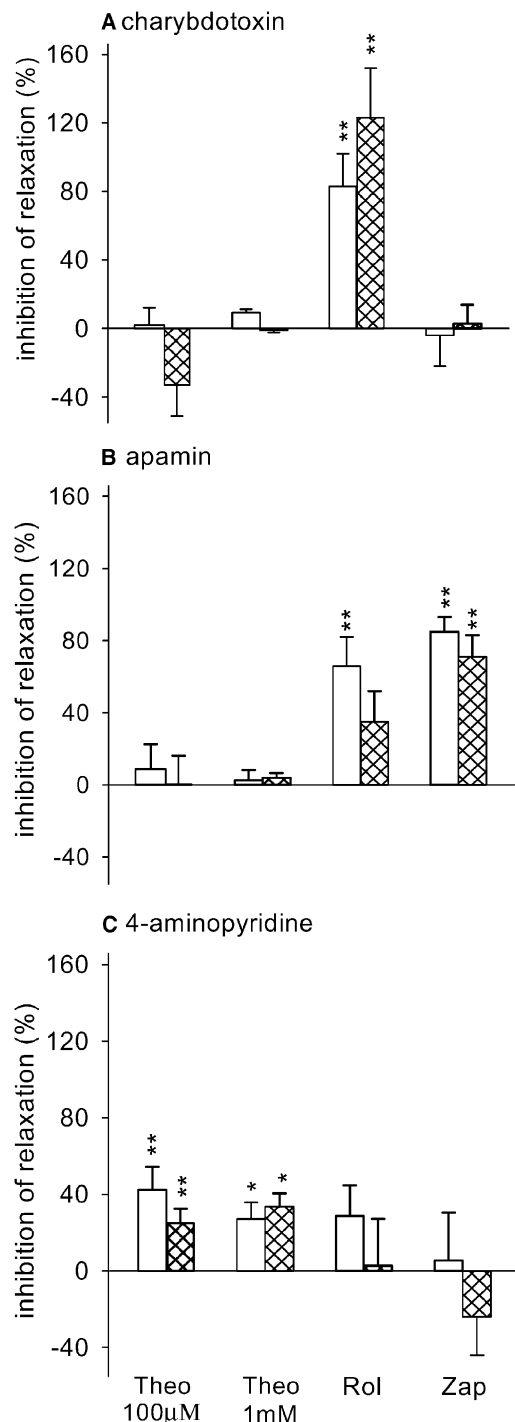 A charybdotoxin
inhibition of relaxation (%)
160
120
80
40
0
-40
**
**
B apamin
inhibition of relaxation (%)
160
120
80
40
0
-40
**
**
**
C 4-aminopyridine
inhibition of relaxation (%)
160
120
80
40
0
-40
**
**
*
*
Theo
100μM
Theo
1mM
Rol
Zap